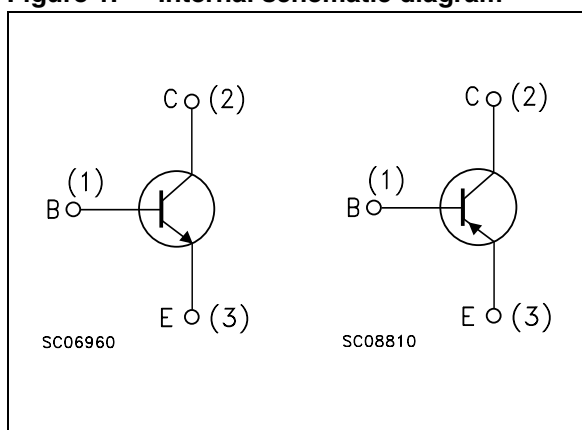 Figure 1. Internal schematic diagram
C (2)
(1)
B
E (3)
SC06960
C (2)
(1)
B
E (3)
SC08810